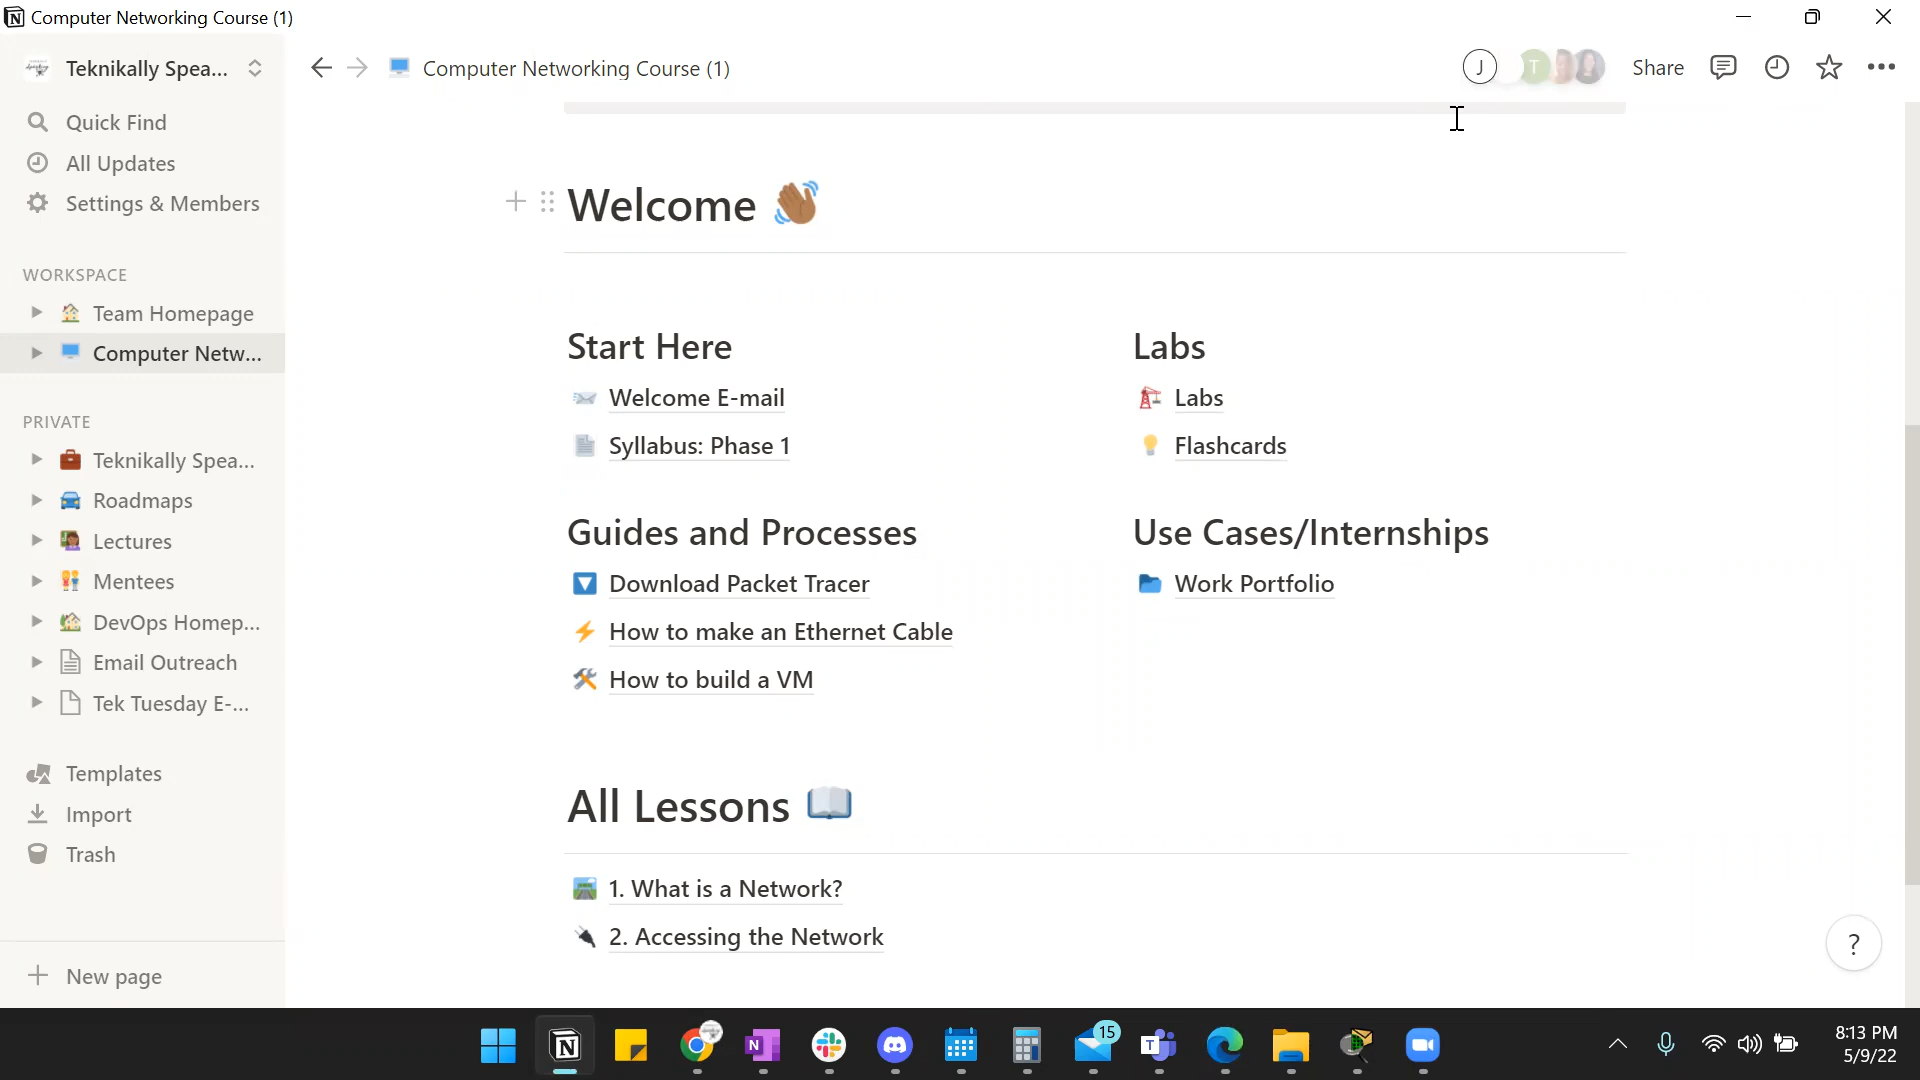 Computer Networking Course (1)
Teknikally Spea...
Computer Networking Course (1)
J
T
Share
Quick Find
All Updates
Settings & Members
WORKSPACE
Team Homepage
Computer Netw...
PRIVATE
Teknikally Spea...
Roadmaps
Lectures
Mentees
DevOps Homep...
Email Outreach
Tek Tuesday E-...
Templates
Import
Trash
New page
Welcome
Start Here
Welcome E-mail
Syllabus: Phase 1
Labs
Labs
Flashcards
Guides and Processes
Download Packet Tracer
How to make an Ethernet Cable
How to build a VM
Use Cases/Internships
Work Portfolio
All Lessons
1. What is a Network?
2. Accessing the Network
?
15
8:13 PM
5/9/22